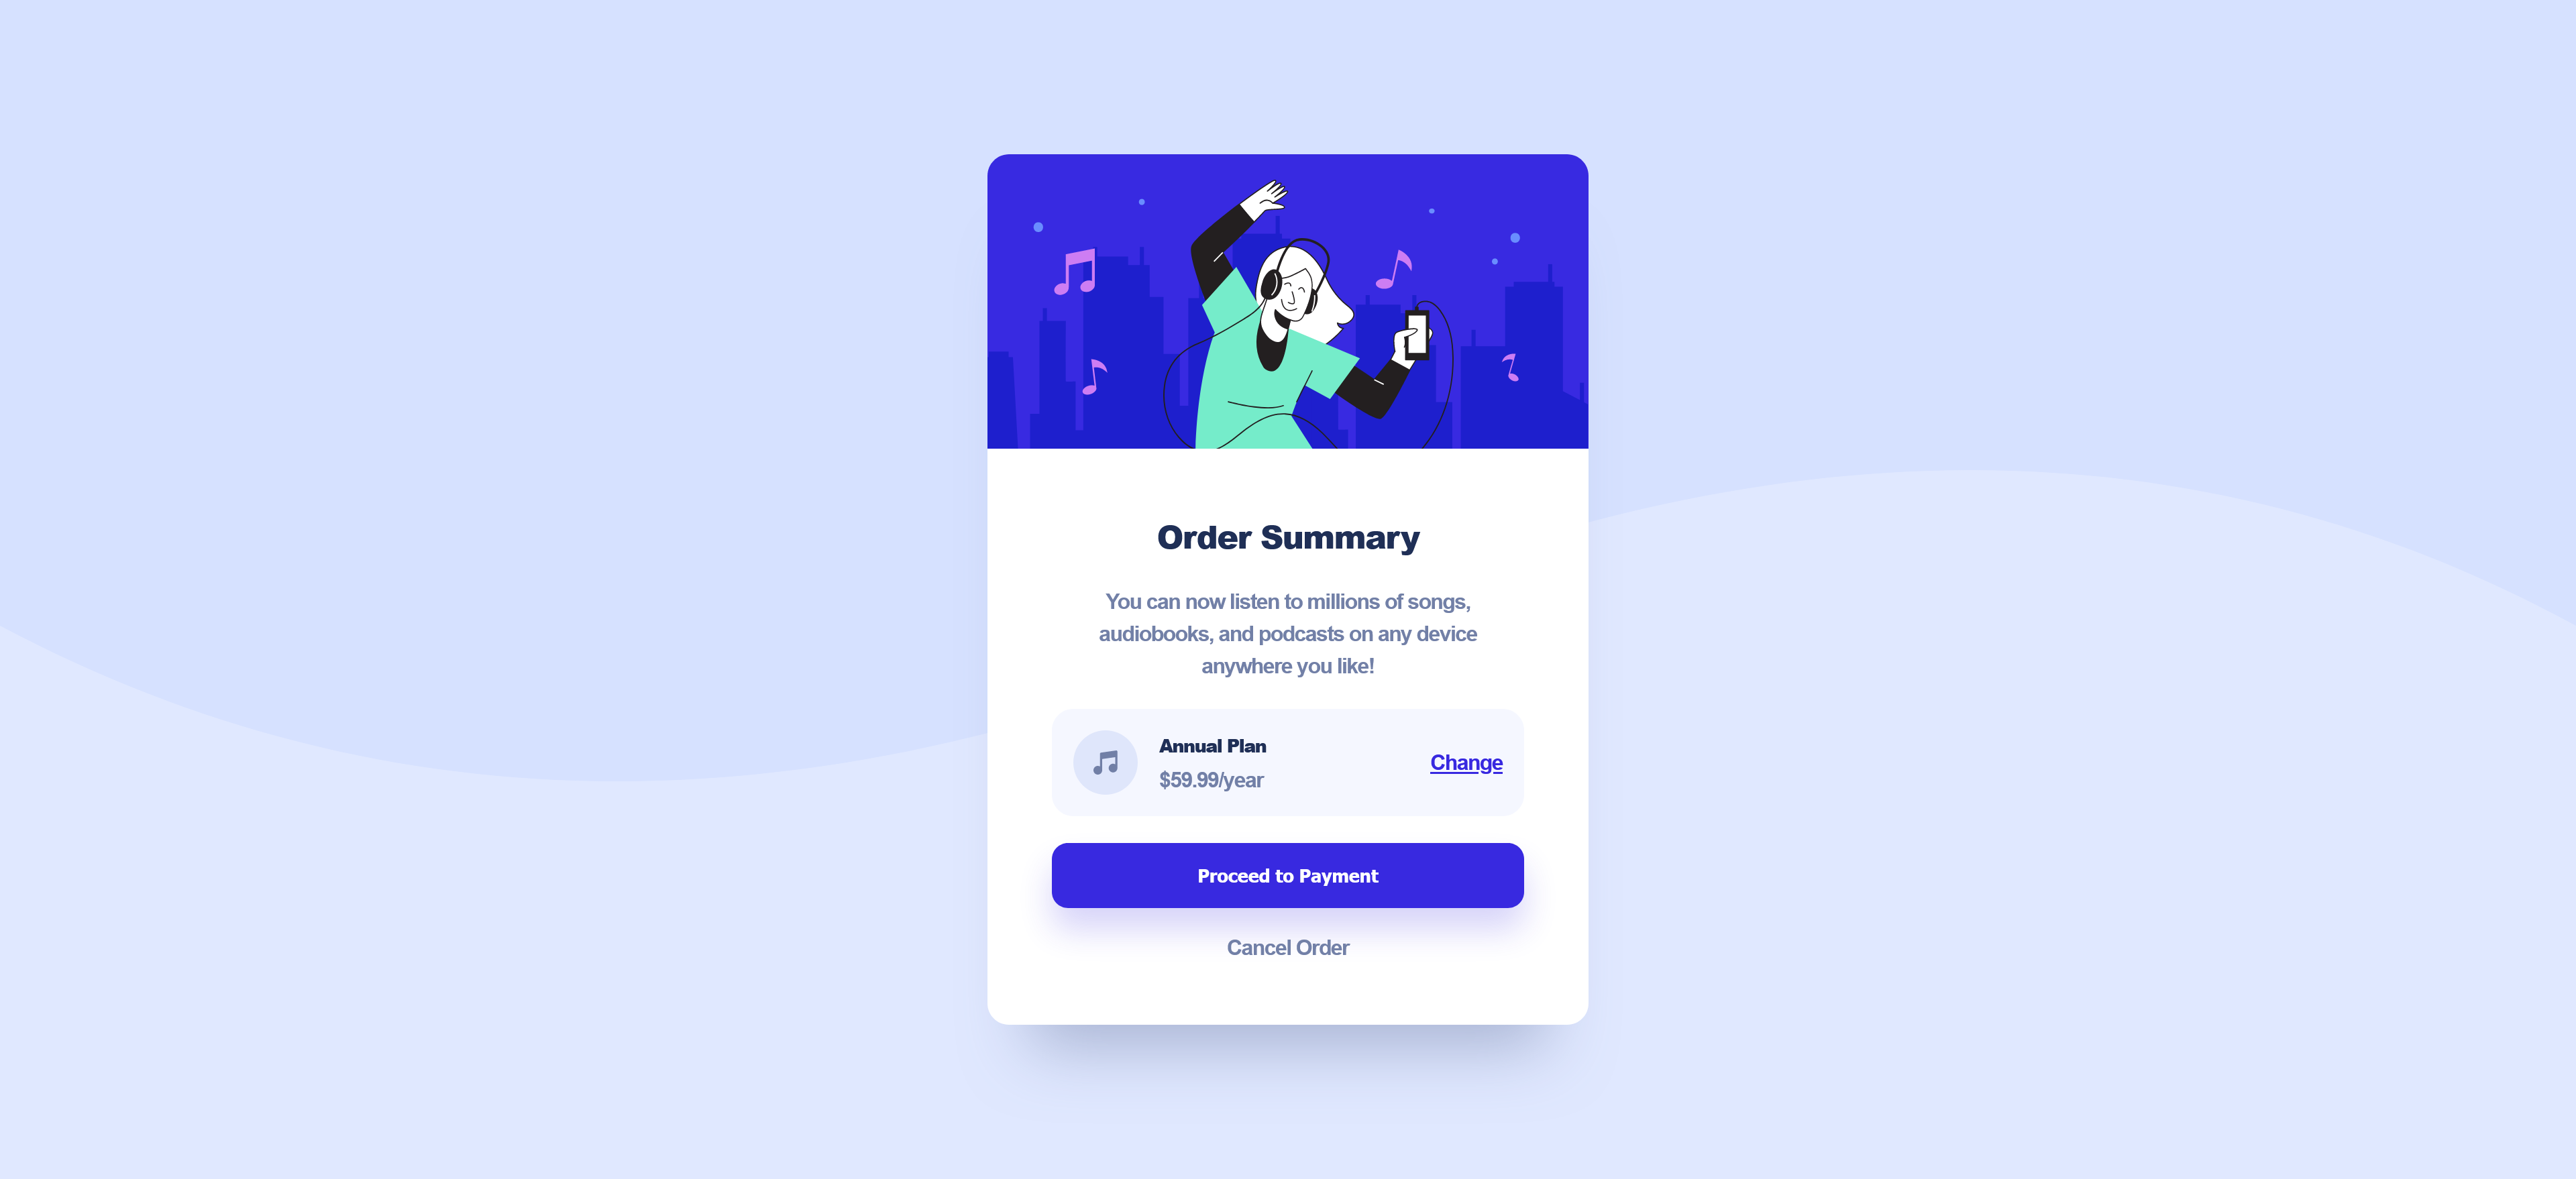 Order Summary
You can now listen to millions of songs,
audiobooks, and podcasts on any device
anywhere you like!
Annual Plan
$59.99/year
Change
Proceed to Payment
Cancel Order